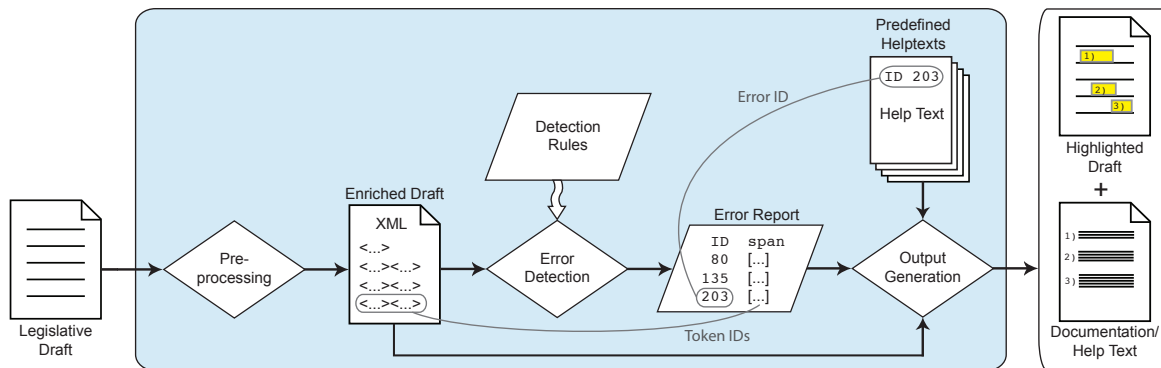 Legislative
Draft
Pre-
processing
Enriched Draft
XML
<...>
<...><...>
<...><...>
<...><...>
Detection
Rules
Error
Detection
Error ID
Token IDs
Error Report
ID span
80 [...]
135 [...]
203 [...]
Predefined
Helptexts
ID 203
Help Text
Output
Generation
1)
2)
3)
Highlighted
Draft
+
1)
2)
3)
Documentation/
Help Text